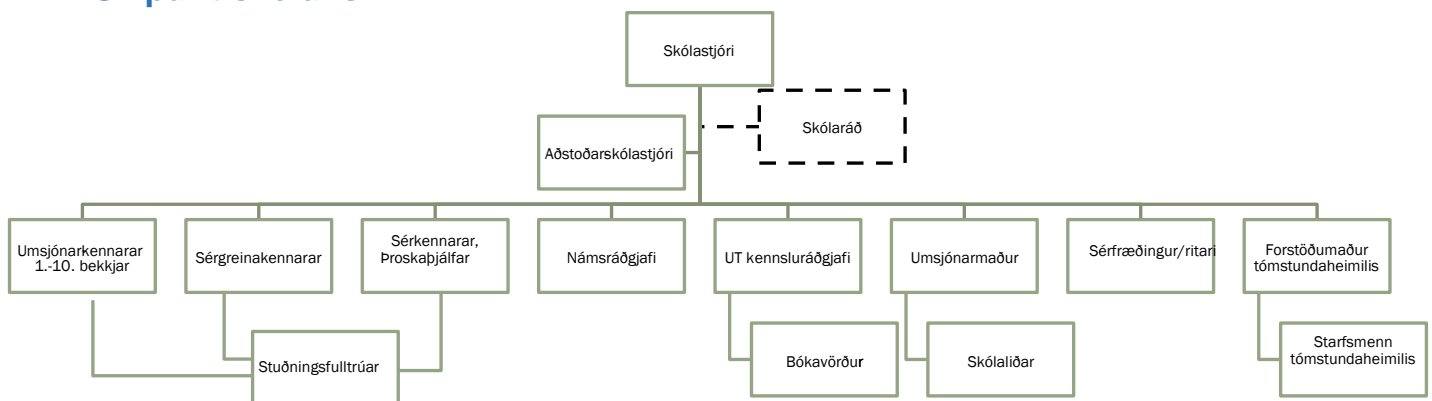 Skólastjóri
Skólaráð
Aðstoðarskólastjóri
Umsjónarkennarar
1.-10. bekkjar
Sérgreinakennarar
Sérkennarar,
Þroskaþjálfar
Námsráðgjafi
UT kennsluráðgjafi
Umsjónarmaður
Sérfræðingur/ritari
Forstöðumaður
tómstundaheimilis
Stuðningsfulltrúar
Bókavörður
Skólaliðar
Starfsmenn
tómstundaheimilis